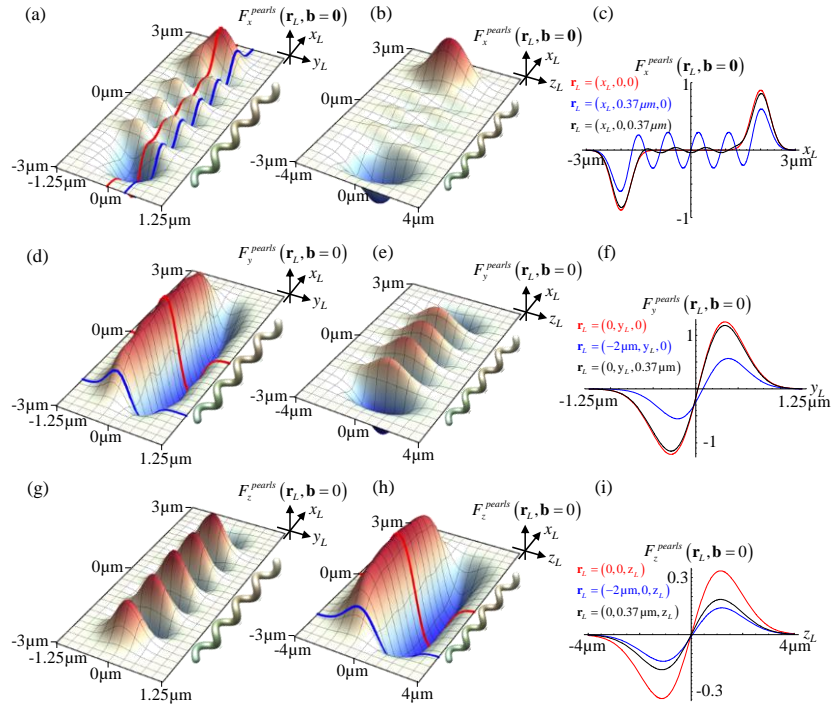 (a)
F_x^pearls (r_L, b = 0)
x_L
y_L
3μm
0μm
-3μm
-1.25μm
0μm
1.25μm
(b)
F_x^pearls (r_L, b = 0)
x_L
z_L
3μm
0μm
-3μm
-4μm
0μm
4μm
(c)
F_x^pearls (r_L, b = 0)
r_L = (x_L, 0, 0)
r_L = (x_L, 0.37μm, 0)
r_L = (x_L, 0, 0.37μm)
1
x_L
-3μm
3μm
-1
(d)
F_y^pearls (r_L, b = 0)
x_L
y_L
3μm
0μm
-3μm
-1.25μm
0μm
1.25μm
(e)
F_y^pearls (r_L, b = 0)
x_L
z_L
3μm
0μm
-3μm
-4μm
0μm
4μm
(f)
F_y^pearls (r_L, b = 0)
r_L = (0, y_L, 0)
r_L = (-2μm, y_L, 0)
r_L = (0, y_L, 0.37μm)
1
y_L
-1.25μm
1.25μm
-1
(g)
F_z^pearls (r_L, b = 0)
x_L
y_L
3μm
0μm
-3μm
-1.25μm
0μm
1.25μm
(h)
F_z^pearls (r_L, b = 0)
x_L
z_L
3μm
0μm
-3μm
-4μm
0μm
4μm
(i)
F_z^pearls (r_L, b = 0)
r_L = (0, 0, z_L)
r_L = (-2μm, 0, z_L)
r_L = (0, 0.37μm, z_L)
0.3
z_L
-4μm
4μm
-0.3